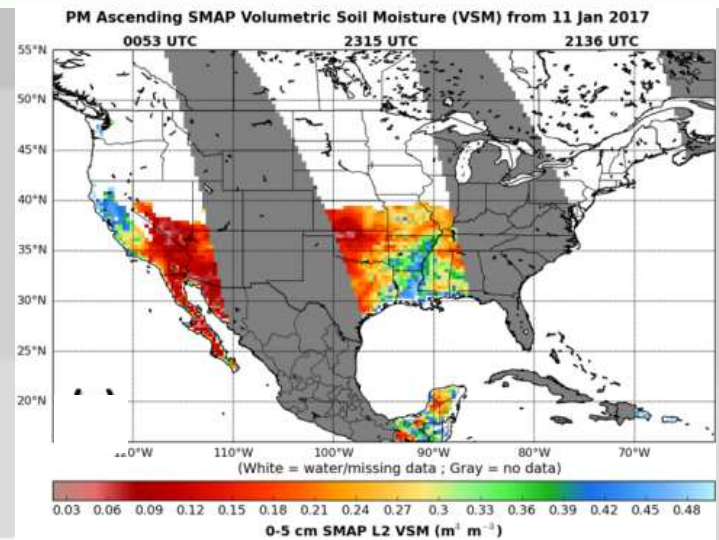 PM Ascending SMAP Volumetric Soil Moisture (VSM) from 11 Jan 2017
0053 UTC 2315 UTC 2136 UTC
55°N
50°N
45°N
40°N
35°N
30°N
25°N
20°N
110°W 100°W 90°W 80°W 70°W
(White = water/missing data ; Gray = no data)
0.03 0.06 0.09 0.12 0.15 0.18 0.21 0.24 0.27 0.3 0.33 0.36 0.39 0.42 0.45 0.48
0-5 cm SMAP L2 VSM (m³ m⁻³)